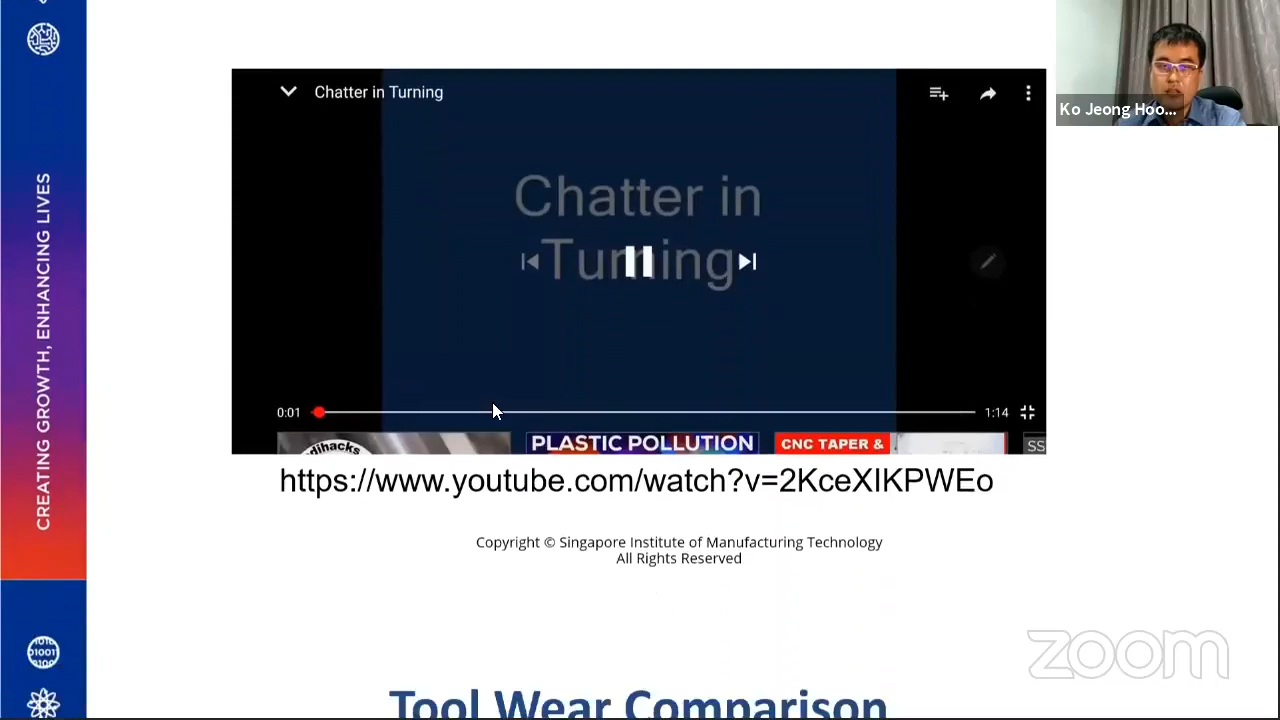 CREATING GROWTH, ENHANCING LIVES
Chatter in Turning
Chatter in
Turning
0:01
1:14
dihacks
PLASTIC POLLUTION
CNC TAPER &
SS
https://www.youtube.com/watch?v=2KceXIKPWEo
Copyright © Singapore Institute of Manufacturing Technology
All Rights Reserved
Tool Wear Comparison
Ko Jeong Hoo...
zoom